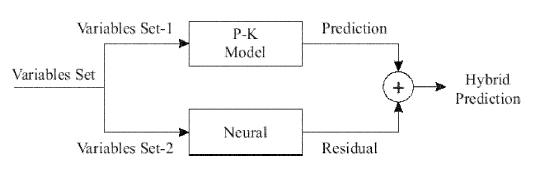 Variables Set-1
P-K
Model
Prediction
Variables Set
+
Hybrid
Prediction
Variables Set-2
Neural
Residual